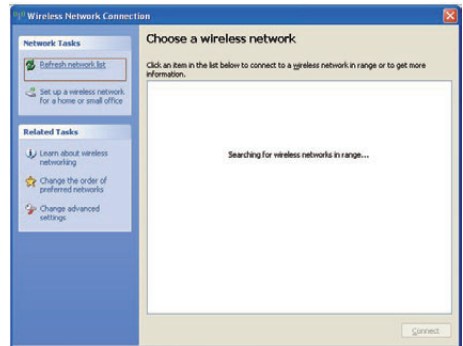 Wireless Network Connection
Network Tasks
Refresh network list
Set up a wireless network
for a home or small office
Related Tasks
Learn about wireless
networking
Change the order of
preferred networks
Change advanced
settings
Choose a wireless network
Click an item in the list below to connect to a wireless network in range or to get more
information.
Searching for wireless networks in range...
Connect